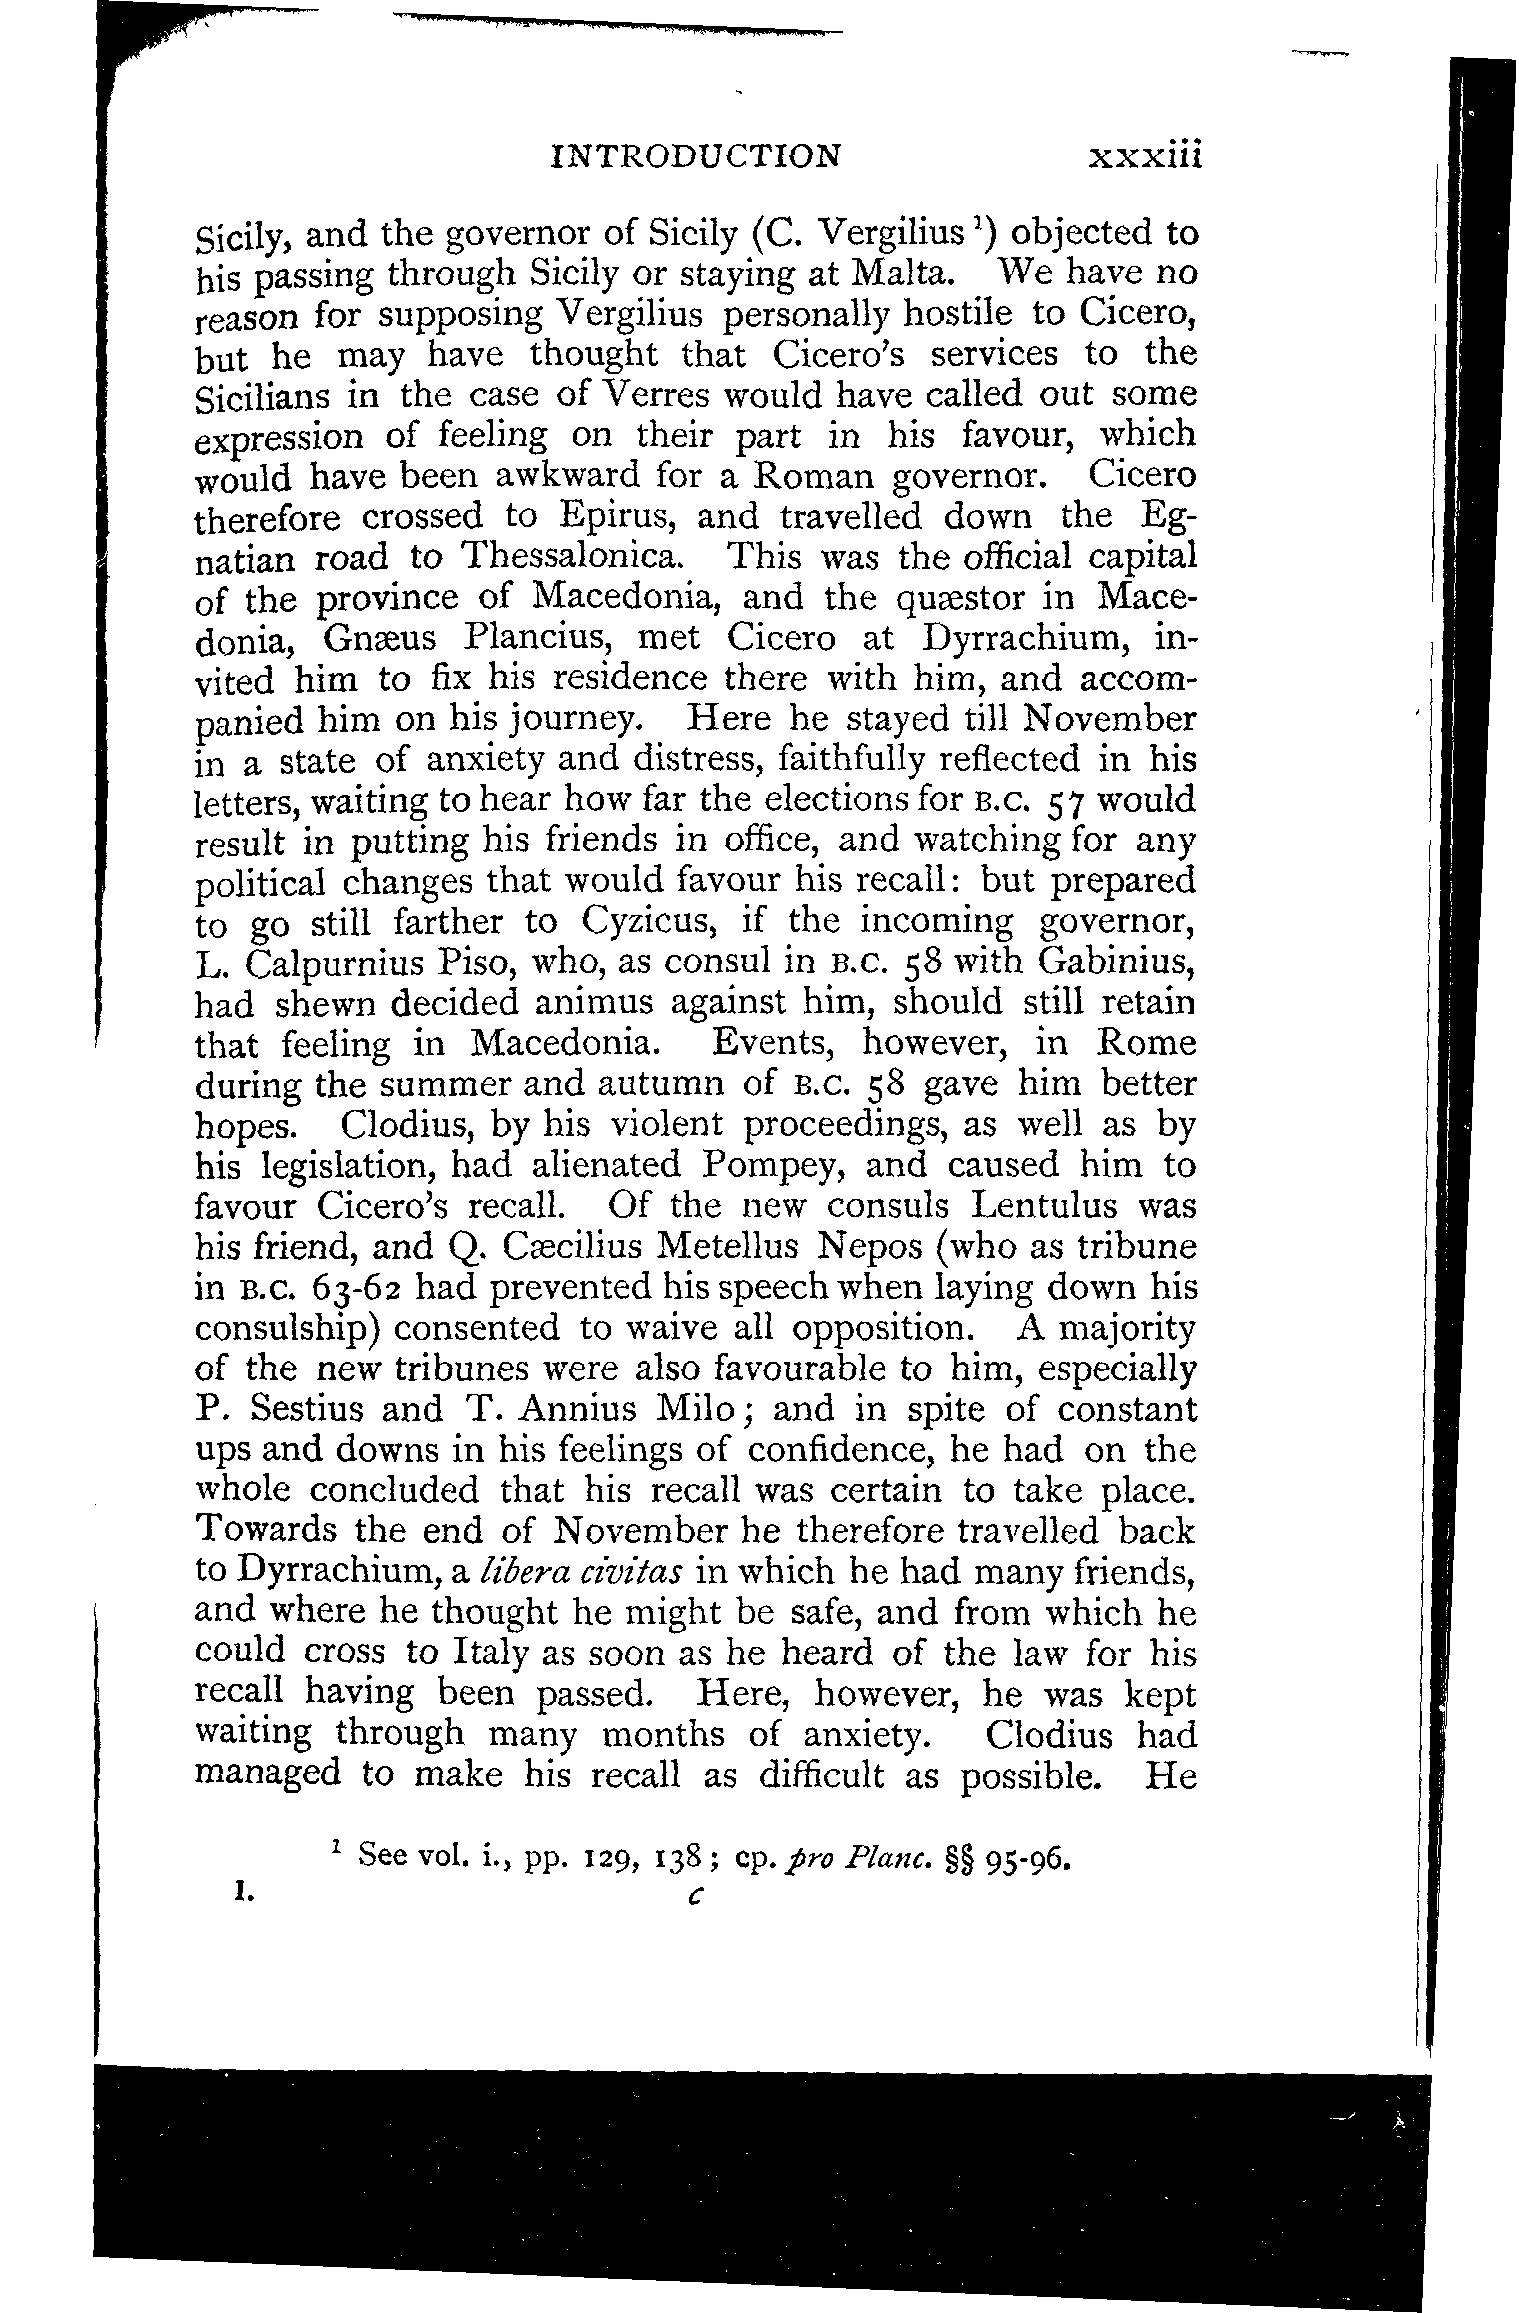 INTRODUCTION xxxiii
Sicily, and the governor of Sicily (C. Vergilius ¹) objected to
his passing through Sicily or staying at Malta. We have no
reason for supposing Vergilius personally hostile to Cicero,
but he may have thought that Cicero's services to the
Sicilians in the case of Verres would have called out some
expression of feeling on their part in his favour, which
would have been awkward for a Roman governor. Cicero
therefore crossed to Epirus, and travelled down the Eg-
natian road to Thessalonica. This was the official capital
of the province of Macedonia, and the quæstor in Mace-
donia, Gnæus Plancius, met Cicero at Dyrrachium, in-
vited him to fix his residence there with him, and accom-
panied him on his journey. Here he stayed till November
in a state of anxiety and distress, faithfully reflected in his
letters, waiting to hear how far the elections for B.C. 57 would
result in putting his friends in office, and watching for any
political changes that would favour his recall: but prepared
to go still farther to Cyzicus, if the incoming governor,
L. Calpurnius Piso, who, as consul in B.C. 58 with Gabinius,
had shewn decided animus against him, should still retain
that feeling in Macedonia. Events, however, in Rome
during the summer and autumn of B.C. 58 gave him better
hopes. Clodius, by his violent proceedings, as well as by
his legislation, had alienated Pompey, and caused him to
favour Cicero's recall. Of the new consuls Lentulus was
his friend, and Q. Cæcilius Metellus Nepos (who as tribune
in B.C. 63-62 had prevented his speech when laying down his
consulship) consented to waive all opposition. A majority
of the new tribunes were also favourable to him, especially
P. Sestius and T. Annius Milo; and in spite of constant
ups and downs in his feelings of confidence, he had on the
whole concluded that his recall was certain to take place.
Towards the end of November he therefore travelled back
to Dyrrachium, a libera civitas in which he had many friends,
and where he thought he might be safe, and from which he
could cross to Italy as soon as he heard of the law for his
recall having been passed. Here, however, he was kept
waiting through many months of anxiety. Clodius had
managed to make his recall as difficult as possible. He
¹ See vol. i., pp. 129, 138; cp. pro Planc. §§ 95-96.
I. c